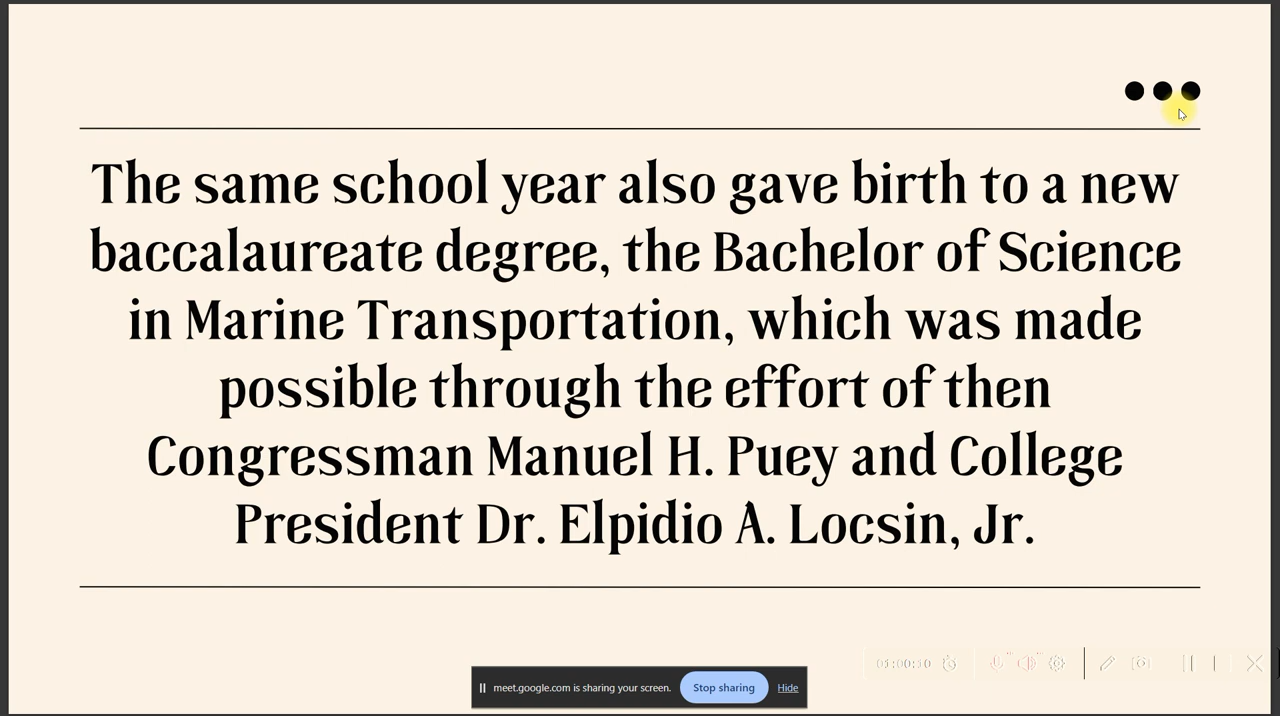 The same school year also gave birth to a new
baccalaureate degree, the Bachelor of Science
in Marine Transportation, which was made
possible through the effort of then
Congressman Manuel H. Puey and College
President Dr. Elpidio A. Locsin, Jr.
meet.google.com is sharing your screen. Stop sharing Hide